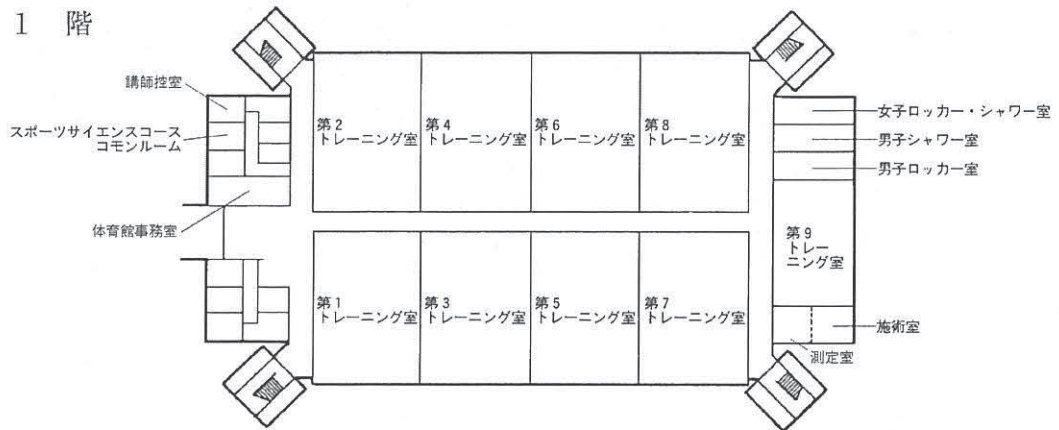 1 階
講師控室
スポーツサイエンスコース
コモンルーム
体育館事務室
第2
トレーニング室
第4
トレーニング室
第6
トレーニング室
第8
トレーニング室
女子ロッカー・シャワー室
男子シャワー室
男子ロッカー室
第1
トレーニング室
第3
トレーニング室
第5
トレーニング室
第7
トレーニング室
第9
トレー
ニング室
施術室
測定室